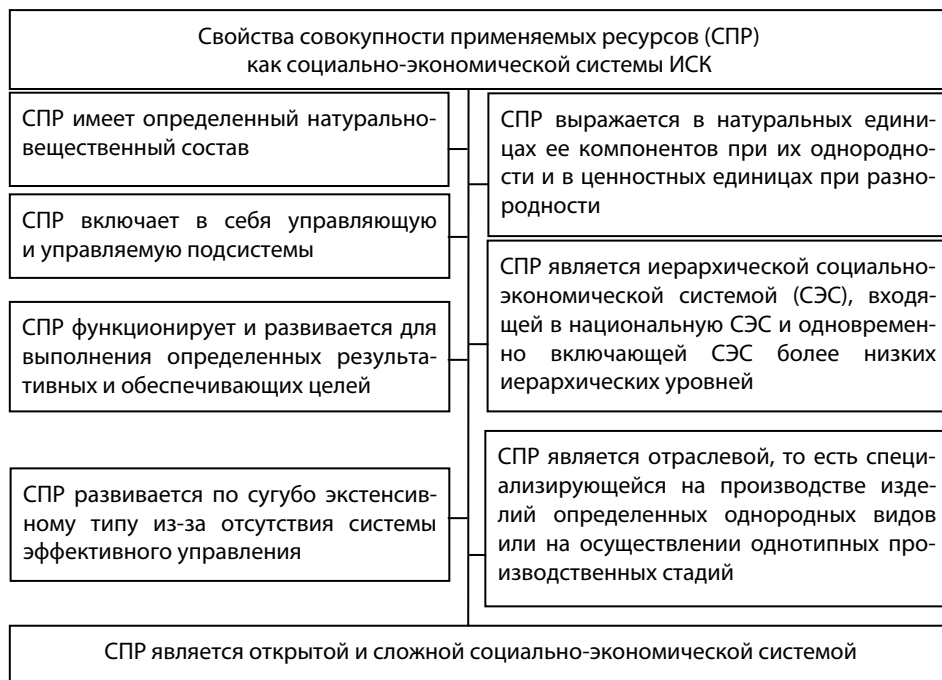 Свойства совокупности применяемых ресурсов (СПР)
как социально-экономической системы ИСК
СПР имеет определенный натурально-
вещественный состав
СПР включает в себя управляющую
и управляемую подсистемы
СПР функционирует и развивается для
выполнения определенных результа-
тивных и обеспечивающих целей
СПР развивается по сугубо экстенсив-
ному типу из-за отсутствия системы
эффективного управления
СПР выражается в натуральных едини-
цах ее компонентов при их однородно-
сти и в ценностных единицах при разно-
родности
СПР является иерархической социально-
экономической системой (СЭС), входя-
щей в национальную СЭС и одновремен-
но включающей СЭС более низких
иерархических уровней
СПР является отраслевой, то есть специ-
ализирующейся на производстве изде-
лий определенных однородных видов
или на осуществлении однотипных про-
изводственных стадий
СПР является открытой и сложной социально-экономической системой